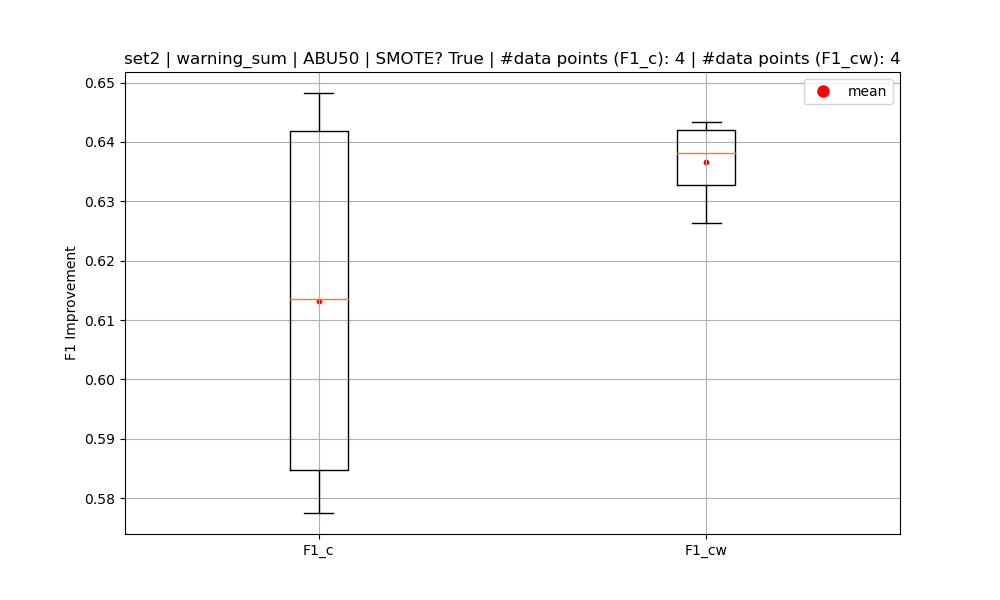 set2 | warning_sum | ABU50 | SMOTE? True | #data points (F1_c): 4 | #data points (F1_cw): 4
mean
F1 Improvement
0.65
0.64
0.63
0.62
0.61
0.60
0.59
0.58
F1_c
F1_cw